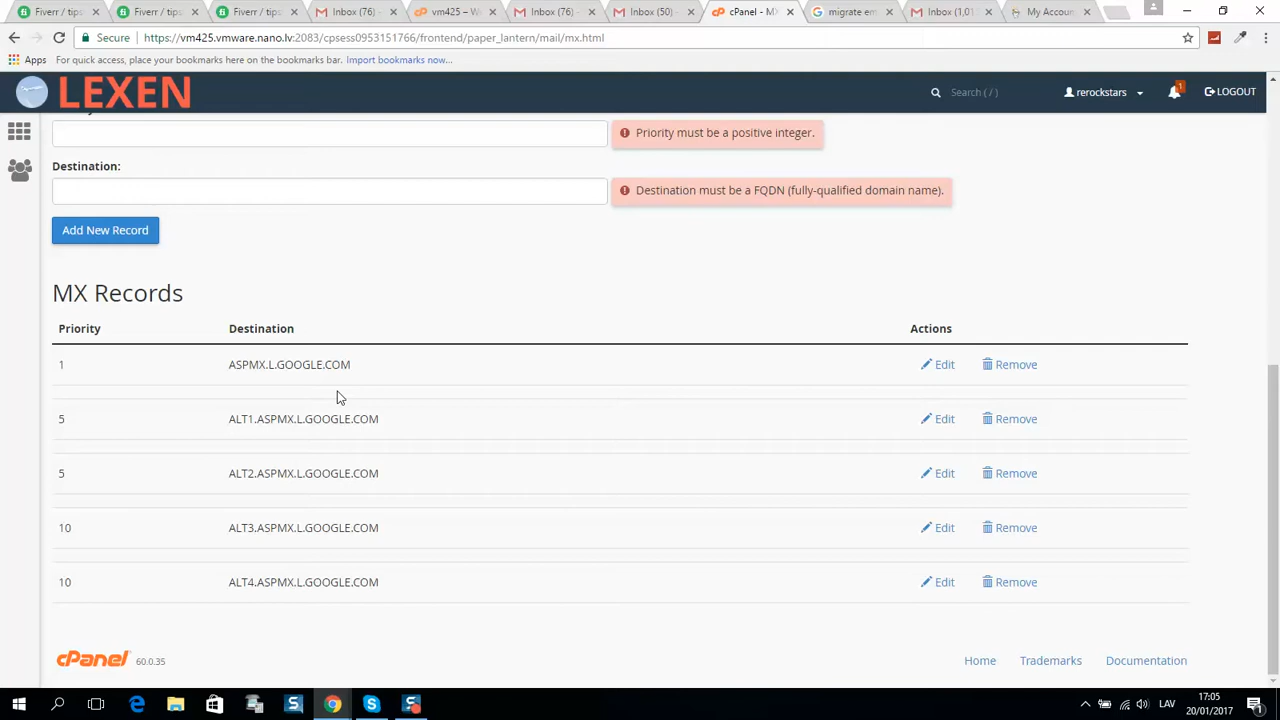 Fiverr / tips
Fiverr / tips
Fiverr / tips
Inbox (76) -
vm425 – W
Inbox (76) -
Inbox (50) -
cPanel - MX
migrate em
Inbox (1,01
My Accoun
Secure
https://vm425.vmware.nano.lv:2083/cpsess0953151766/frontend/paper_lantern/mail/mx.html
Apps
For quick access, place your bookmarks here on the bookmarks bar.
Import bookmarks now...
LEXEN
Search ( / )
rerockstars
1
LOGOUT
Priority must be a positive integer.
Destination:
Destination must be a FQDN (fully-qualified domain name).
Add New Record
MX Records
Priority Destination Actions
1 ASPMX.L.GOOGLE.COM Edit Remove
5 ALT1.ASPMX.L.GOOGLE.COM Edit Remove
5 ALT2.ASPMX.L.GOOGLE.COM Edit Remove
10 ALT3.ASPMX.L.GOOGLE.COM Edit Remove
10 ALT4.ASPMX.L.GOOGLE.COM Edit Remove
cPanel 60.0.35
Home Trademarks Documentation
LAV
17:05
20/01/2017
1